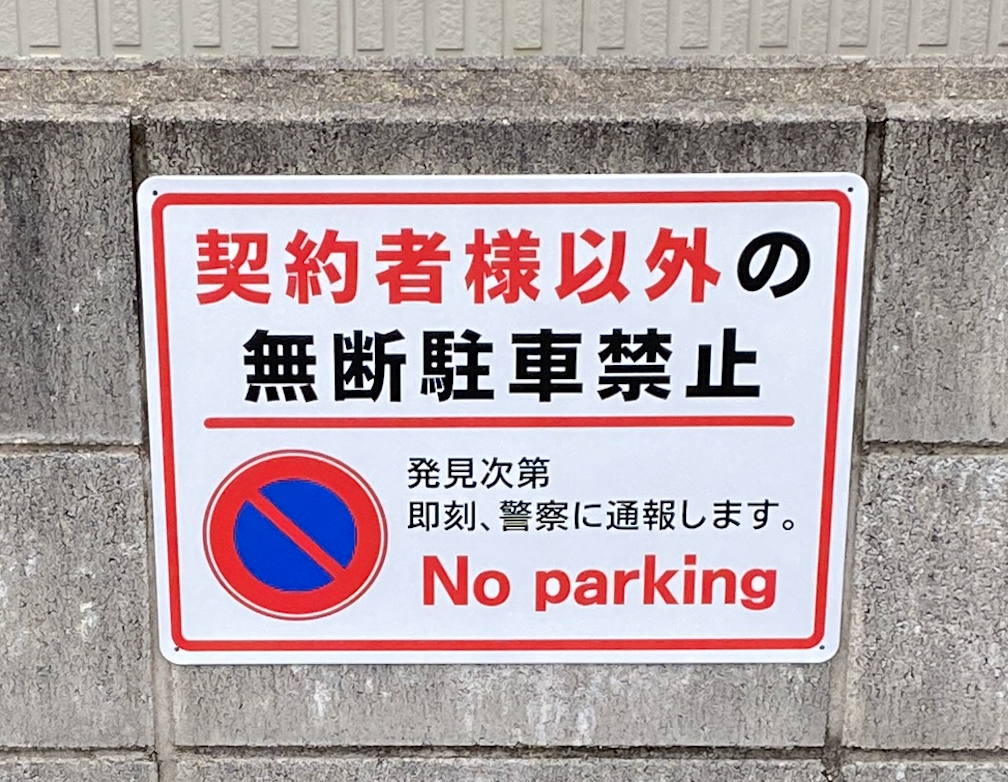 契約者様以外の
無断駐車禁止
発見次第
即刻、警察に通報します。
No parking